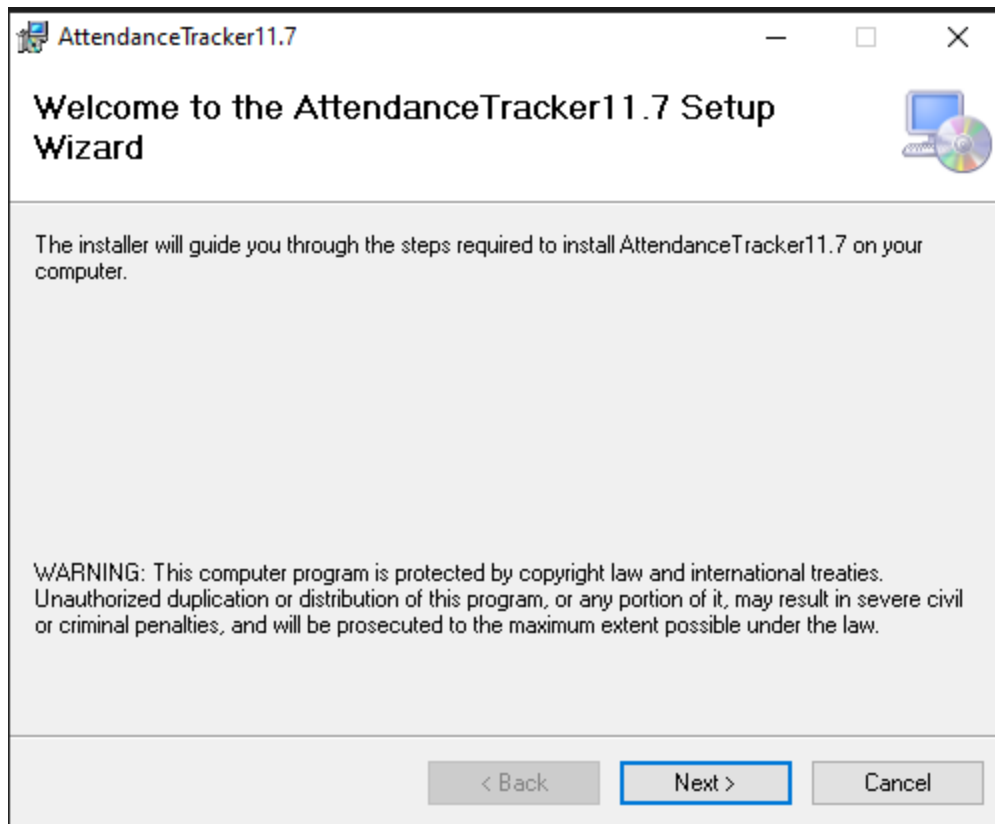 AttendanceTracker11.7
Welcome to the AttendanceTracker11.7 Setup
Wizard
The installer will guide you through the steps required to install AttendanceTracker11.7 on your
computer.
WARNING: This computer program is protected by copyright law and international treaties.
Unauthorized duplication or distribution of this program, or any portion of it, may result in severe civil
or criminal penalties, and will be prosecuted to the maximum extent possible under the law.
< Back
Next >
Cancel